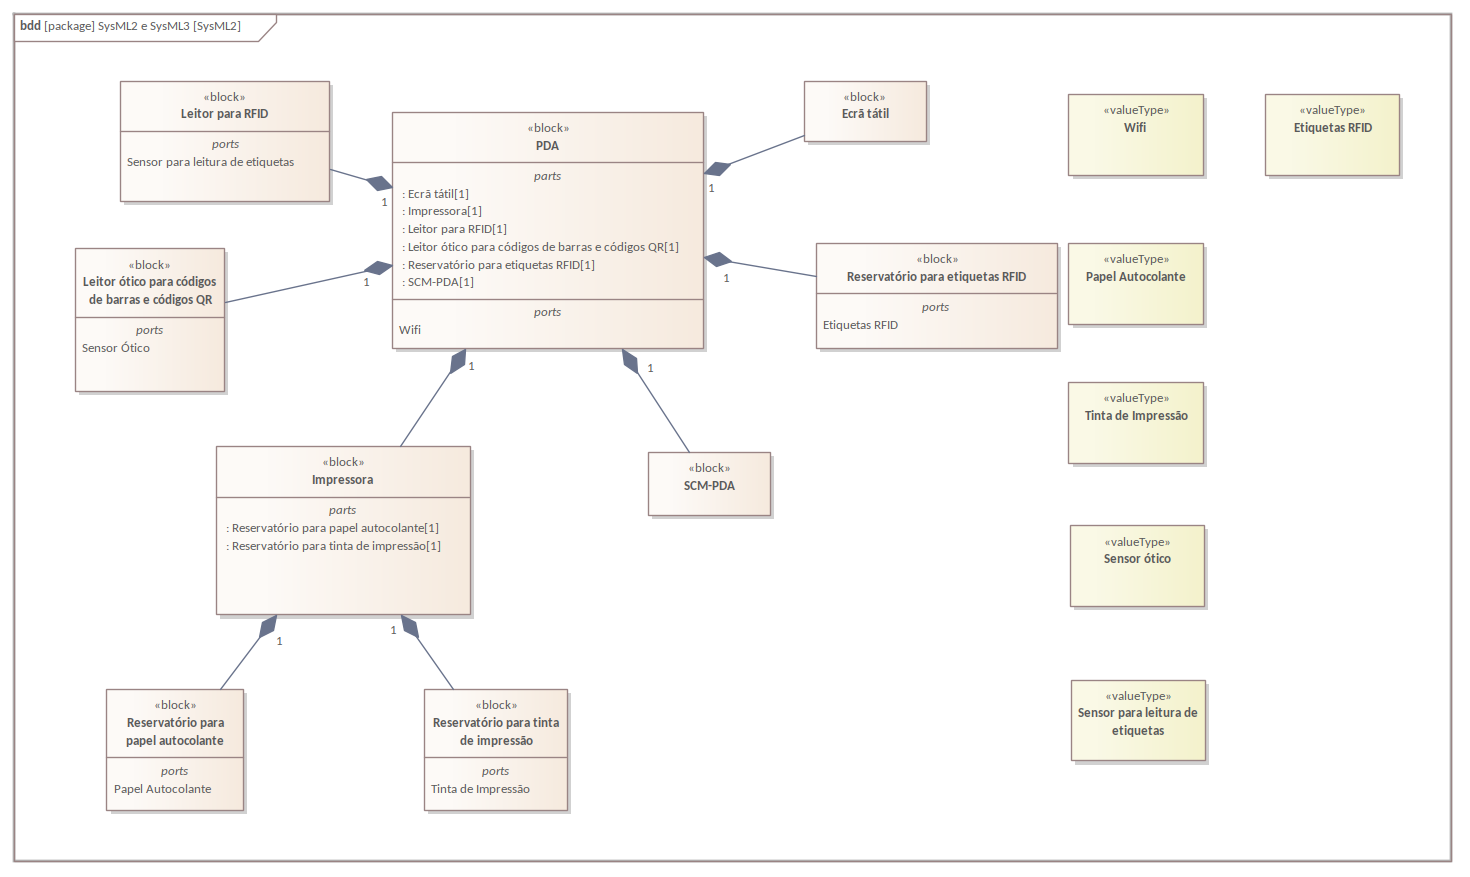 bdd [package] SysML2 e SysML3 [SysML2]
«block»
Leitor para RFID
ports
Sensor para leitura de etiquetas
«block»
PDA
parts
: Ecrã tátil[1]
: Impressora[1]
: Leitor para RFID[1]
: Leitor ótico para códigos de barras e códigos QR[1]
: Reservatório para etiquetas RFID[1]
: SCM-PDA[1]
ports
Wifi
«block»
Ecrã tátil
«valueType»
Wifi
«valueType»
Etiquetas RFID
1
1
«block»
Leitor ótico para códigos
de barras e códigos QR
ports
Sensor Ótico
1
1
«block»
Reservatório para etiquetas RFID
ports
Etiquetas RFID
«valueType»
Papel Autocolante
1
1
«valueType»
Tinta de Impressão
«block»
Impressora
parts
: Reservatório para papel autocolante[1]
: Reservatório para tinta de impressão[1]
«block»
SCM-PDA
«valueType»
Sensor ótico
1
1
«block»
Reservatório para
papel autocolante
ports
Papel Autocolante
«block»
Reservatório para tinta
de impressão
ports
Tinta de Impressão
«valueType»
Sensor para leitura de
etiquetas